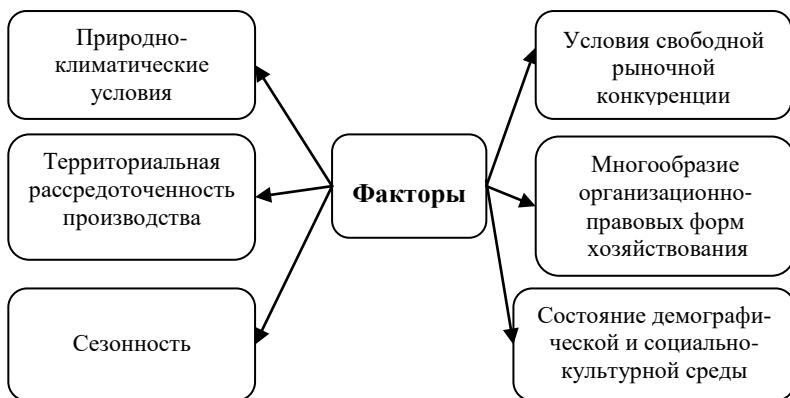 Природно-
климатические
условия
Территориальная
рассредоточенность
производства
Сезонность
Факторы
Условия свободной
рыночной
конкуренции
Многообразие
организационно-
правовых форм
хозяйствования
Состояние демографи-
ческой и социально-
культурной среды